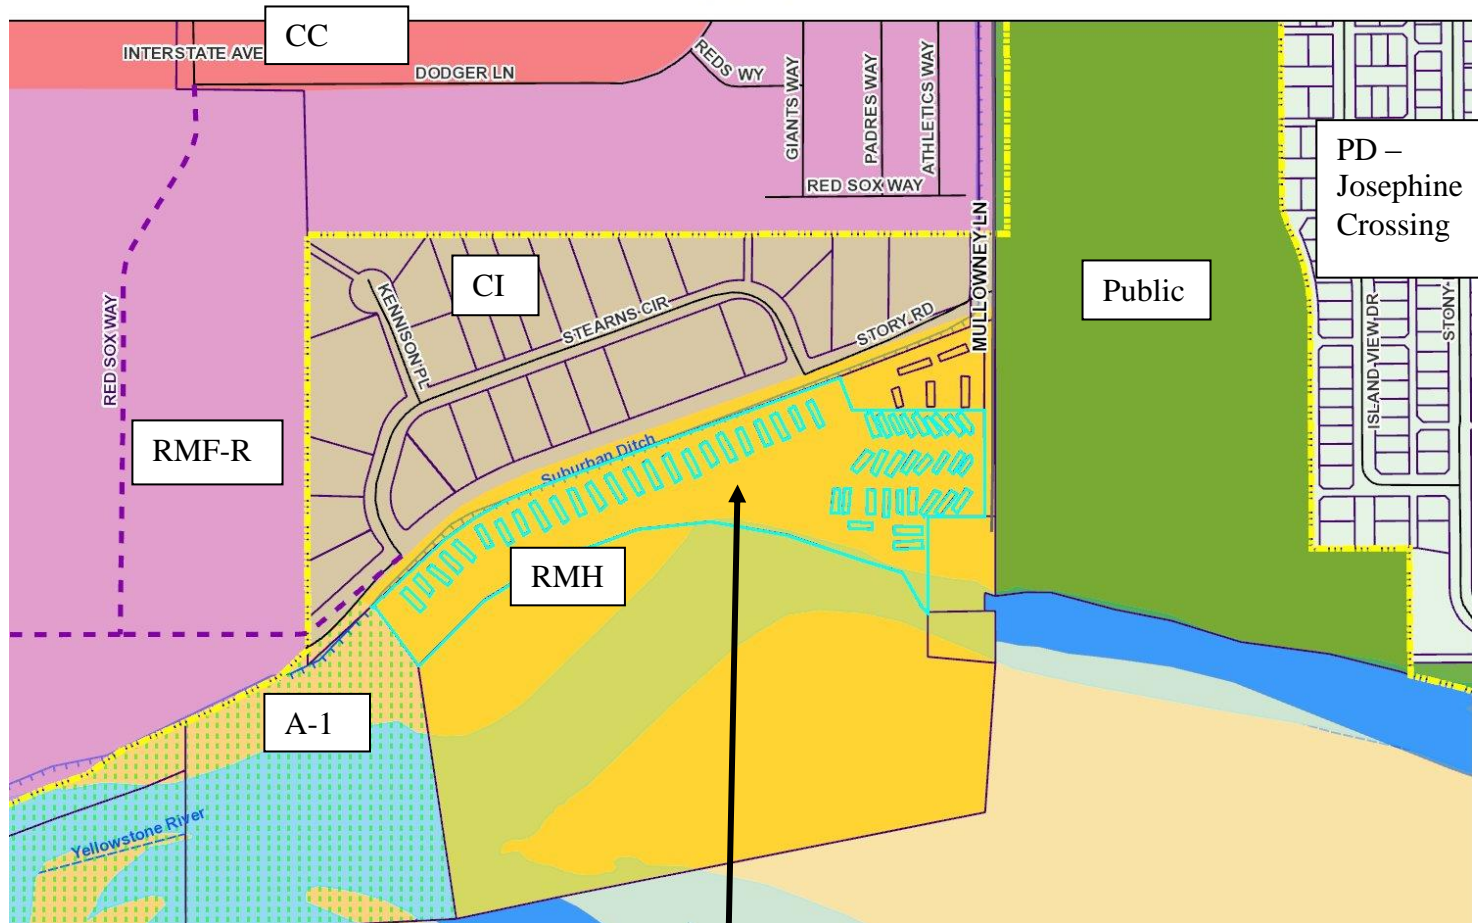 CC
INTERSTATE AVE
DODGER LN
REDS WY
GIANTS WAY
PADRES WAY
ATHLETICS WAY
RED SOX WAY
PD –
Josephine
Crossing
MULLOWNEY LN
CI
KENNISON PL
STEARNS CIR
STORY RD
Public
RED SOX WAY
ISLAND VIEW DR
STONY
RMF-R
Suburban Ditch
RMH
A-1
Yellowstone River